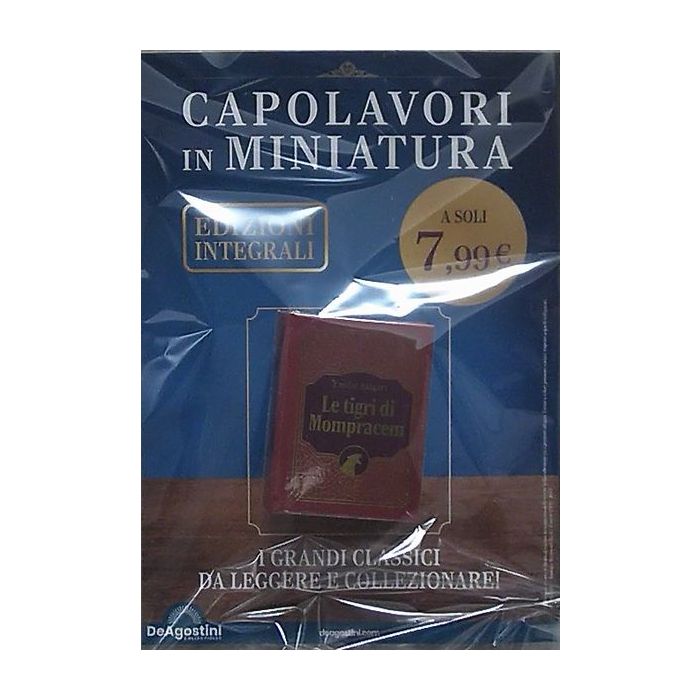 CAPOLAVORI
IN MINIATURA
EDIZIONI
INTEGRALI
A SOLI
7,99€
Emilio Salgari
Le tigri di
Mompracem
I GRANDI CLASSICI
DA LEGGERE E COLLEZIONARE!
DeAgostini
deagostini.com